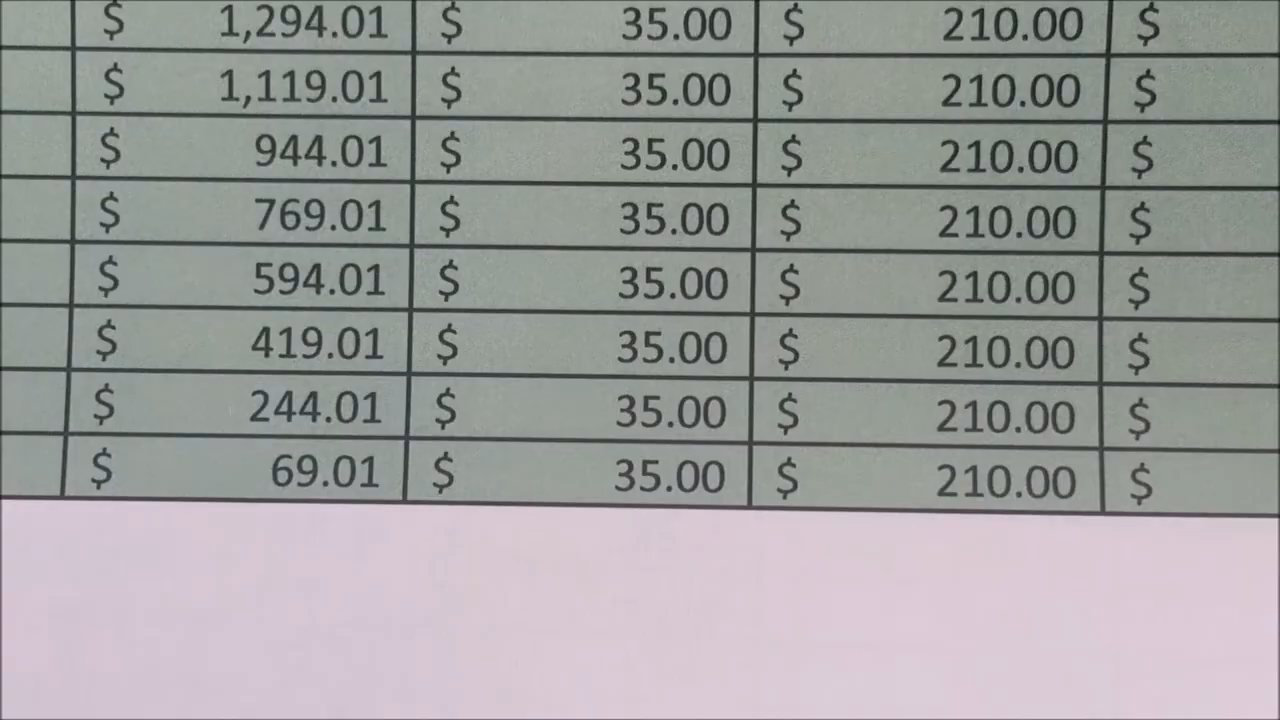 $ 1,294.01 $ 35.00 $ 210.00 $
$ 1,119.01 $ 35.00 $ 210.00 $
$ 944.01 $ 35.00 $ 210.00 $
$ 769.01 $ 35.00 $ 210.00 $
$ 594.01 $ 35.00 $ 210.00 $
$ 419.01 $ 35.00 $ 210.00 $
$ 244.01 $ 35.00 $ 210.00 $
$ 69.01 $ 35.00 $ 210.00 $